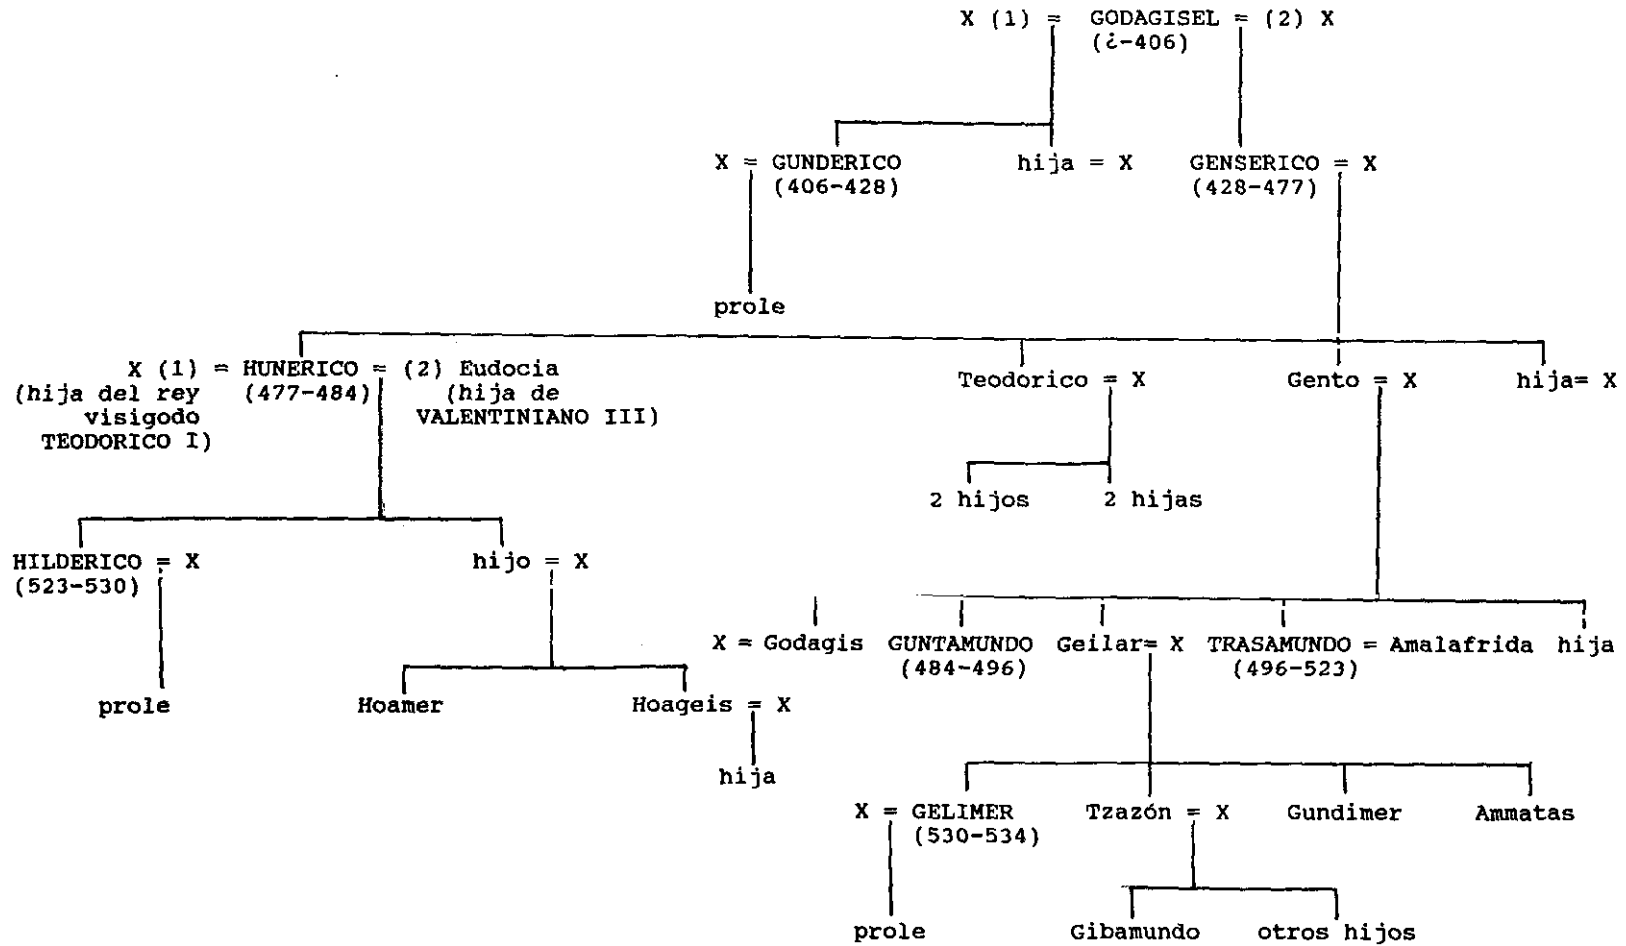 X (1) = GODAGISEL = (2) X
(¿-406)
X = GUNDERICO hija = X GENSERICO = X
(406-428) (428-477)
prole
X (1) = HUNERICO = (2) Eudocia Teodorico = X Gento = X hija= X
(hija del rey (477-484) (hija de
visigodo VALENTINIANO III)
TEODORICO I)
2 hijos 2 hijas
HILDERICO = X hijo = X
(523-530)
X = Godagis GUNTAMUNDO Geilar= X TRASAMUNDO = Amalafrida hija
(484-496) (496-523)
prole Hoamer Hoageis = X
hija
X = GELIMER Tzazón = X Gundimer Ammatas
(530-534)
prole Gibamundo otros hijos